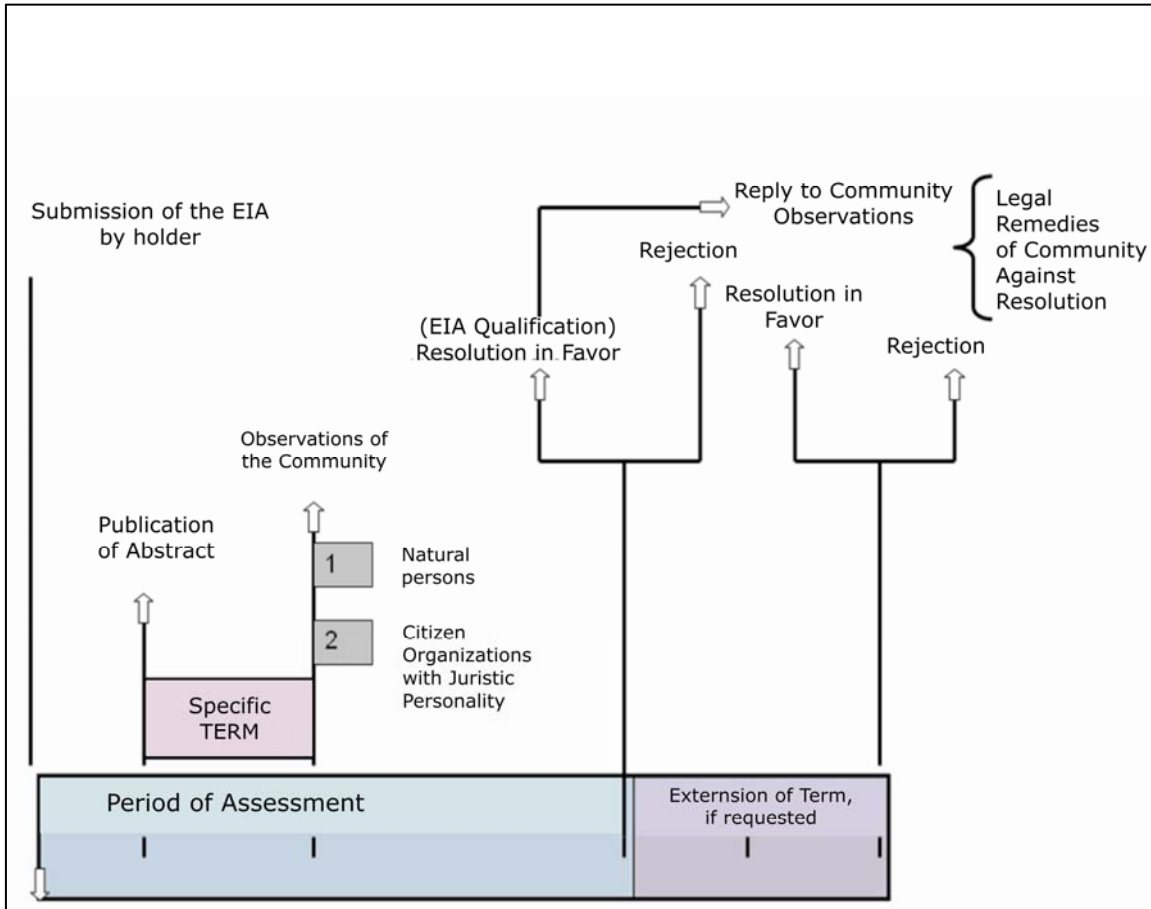 Submission of the EIA
by holder
Reply to Community
Observations
Legal
Remedies
of Community
Against
Resolution
Rejection
Resolution in
Favor
(EIA Qualification)
Resolution in Favor
Rejection
Observations of
the Community
Publication
of Abstract
1
Natural
persons
2
Citizen
Organizations
with Juristic
Personality
Specific
TERM
Period of Assessment
Externsion of Term,
if requested